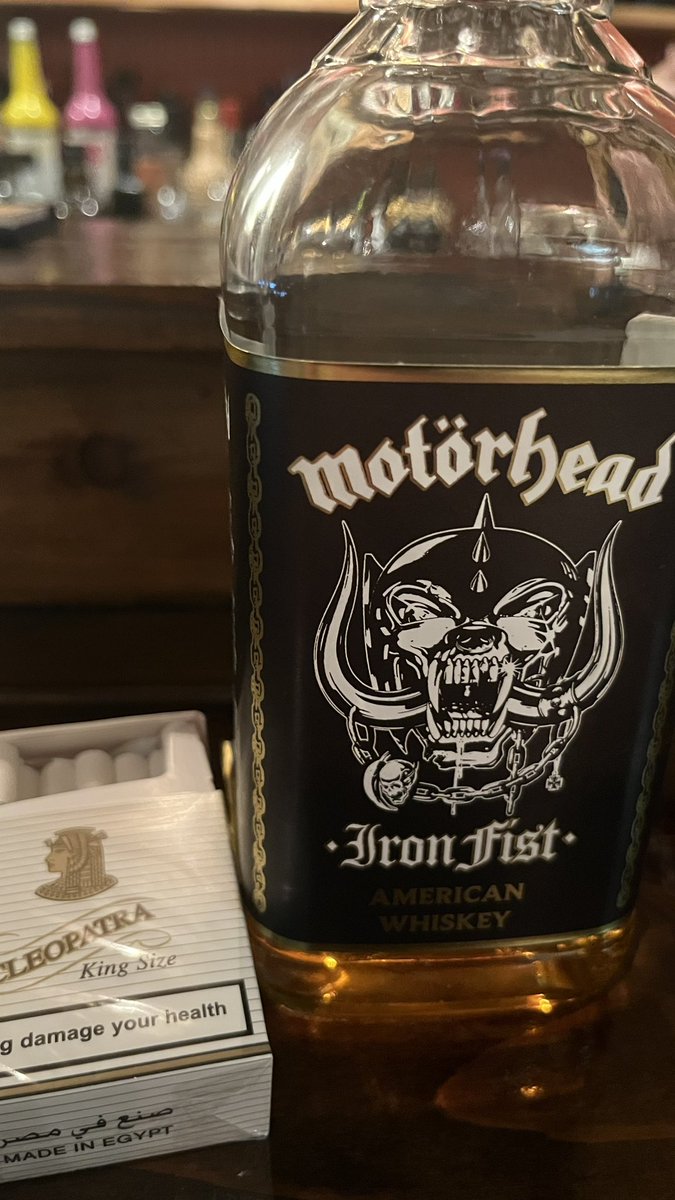 motörhead
·Iron Fist·
AMERICAN
WHISKEY
CLEOPATRA
King Size
damage your health
صنع في مصر
MADE IN EGYPT